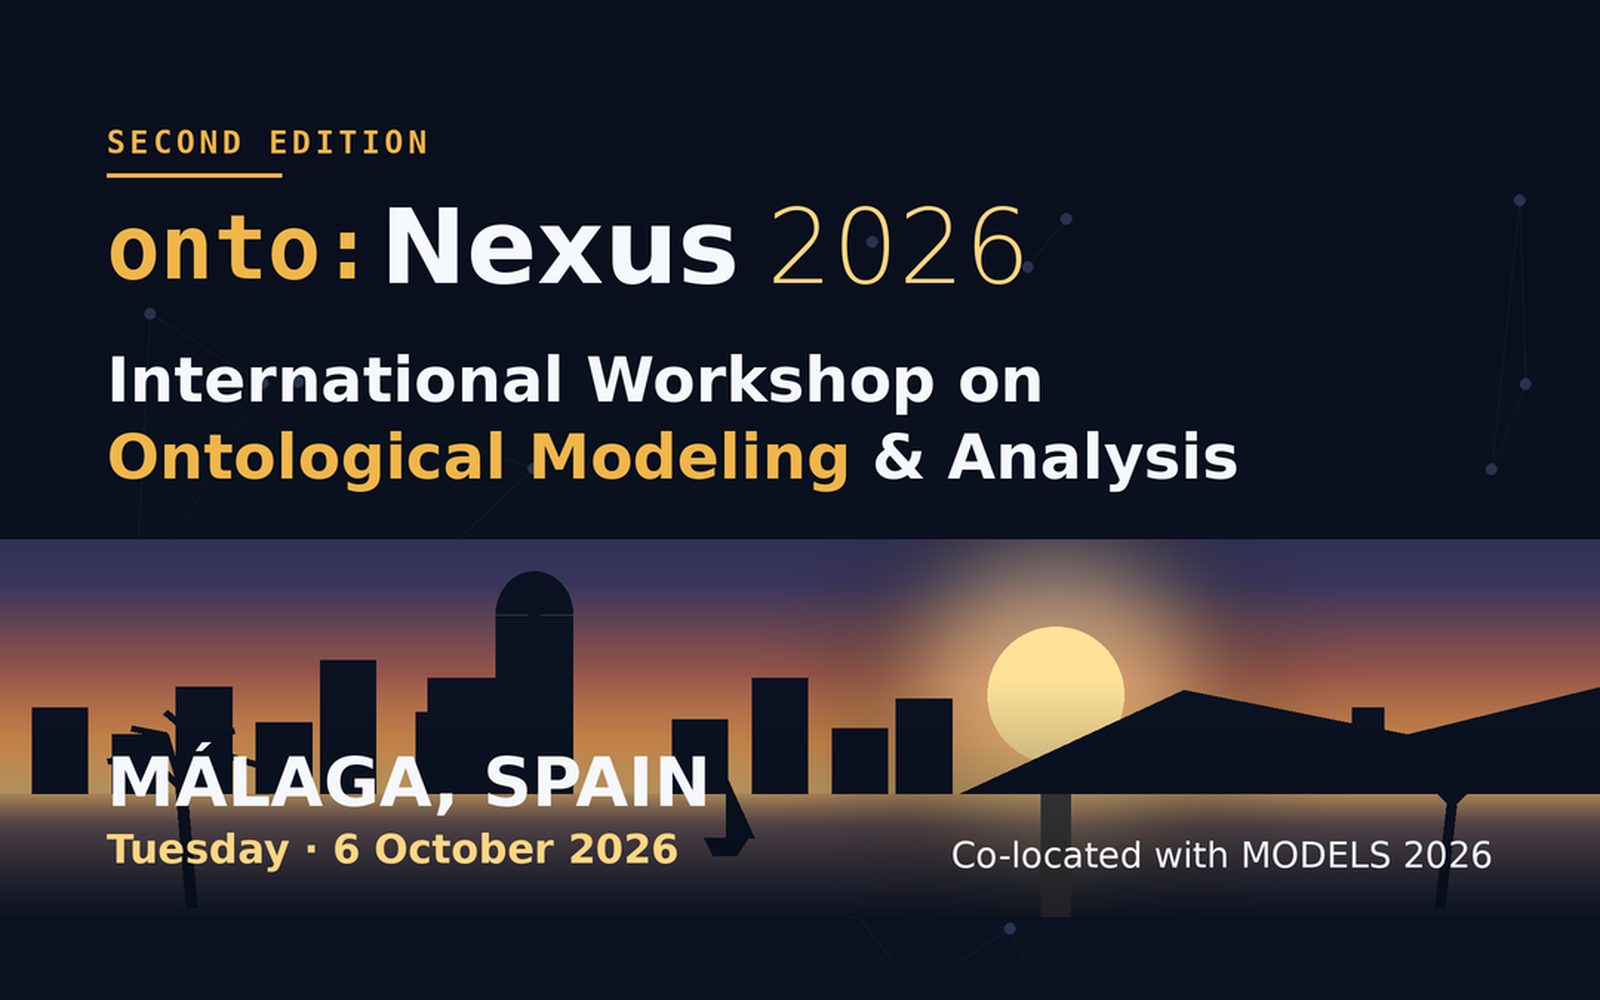 SECOND EDITION
onto: Nexus 2026
International Workshop on
Ontological Modeling & Analysis
MÁLAGA, SPAIN
Tuesday · 6 October 2026
Co-located with MODELS 2026